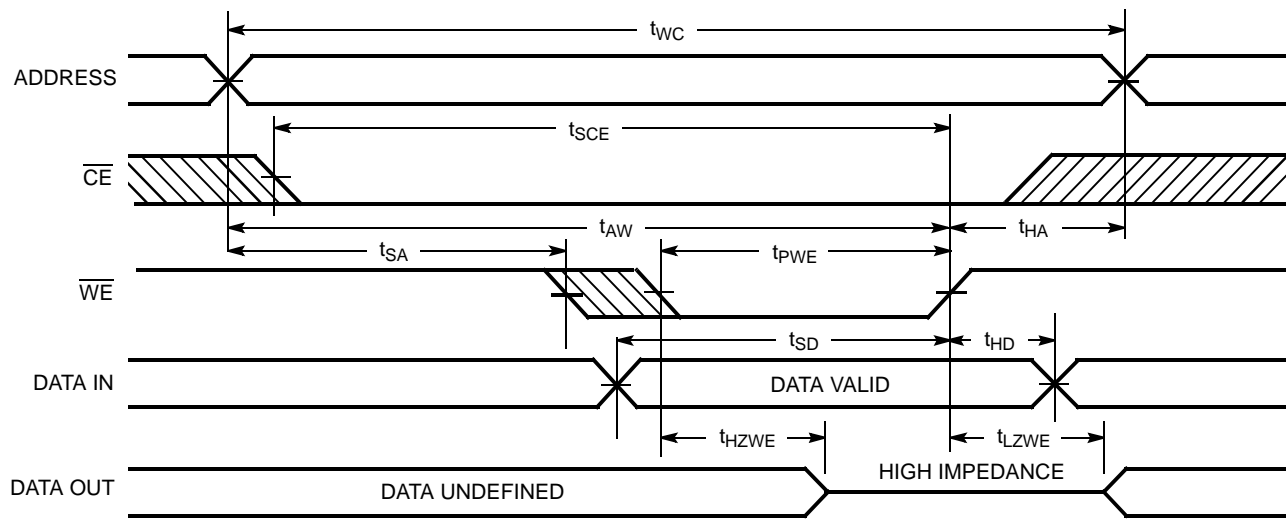 tWC
ADDRESS
tSCE
CE
tAW
tHA
tSA
tPWE
WE
tSD
tHD
DATA IN
DATA VALID
tHZWE
tLZWE
HIGH IMPEDANCE
DATA OUT
DATA UNDEFINED